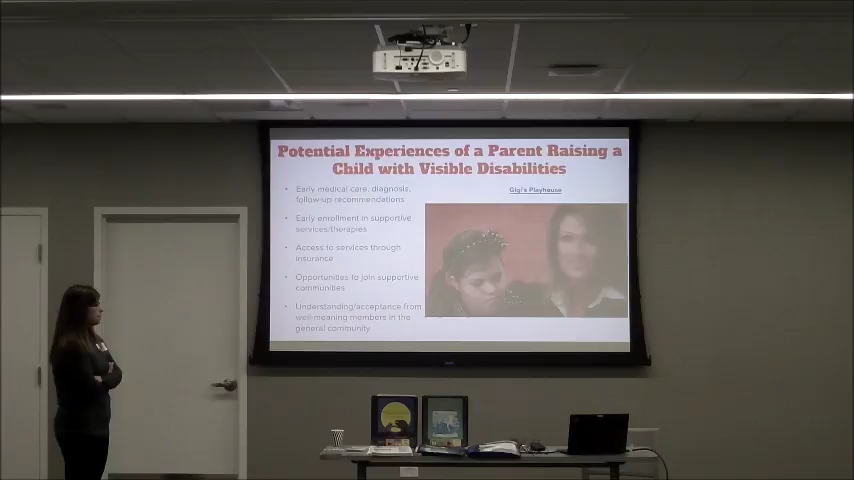 Potential Experiences of a Parent Raising a
Child with Visible Disabilities
• Early medical care, diagnosis,
follow-up recommendations
• Early enrollment in supportive
services/therapies
• Access to services through
insurance
• Opportunities to join supportive
communities
• Understanding/acceptance from
well-meaning members in the
general community
Gigi's Playhouse